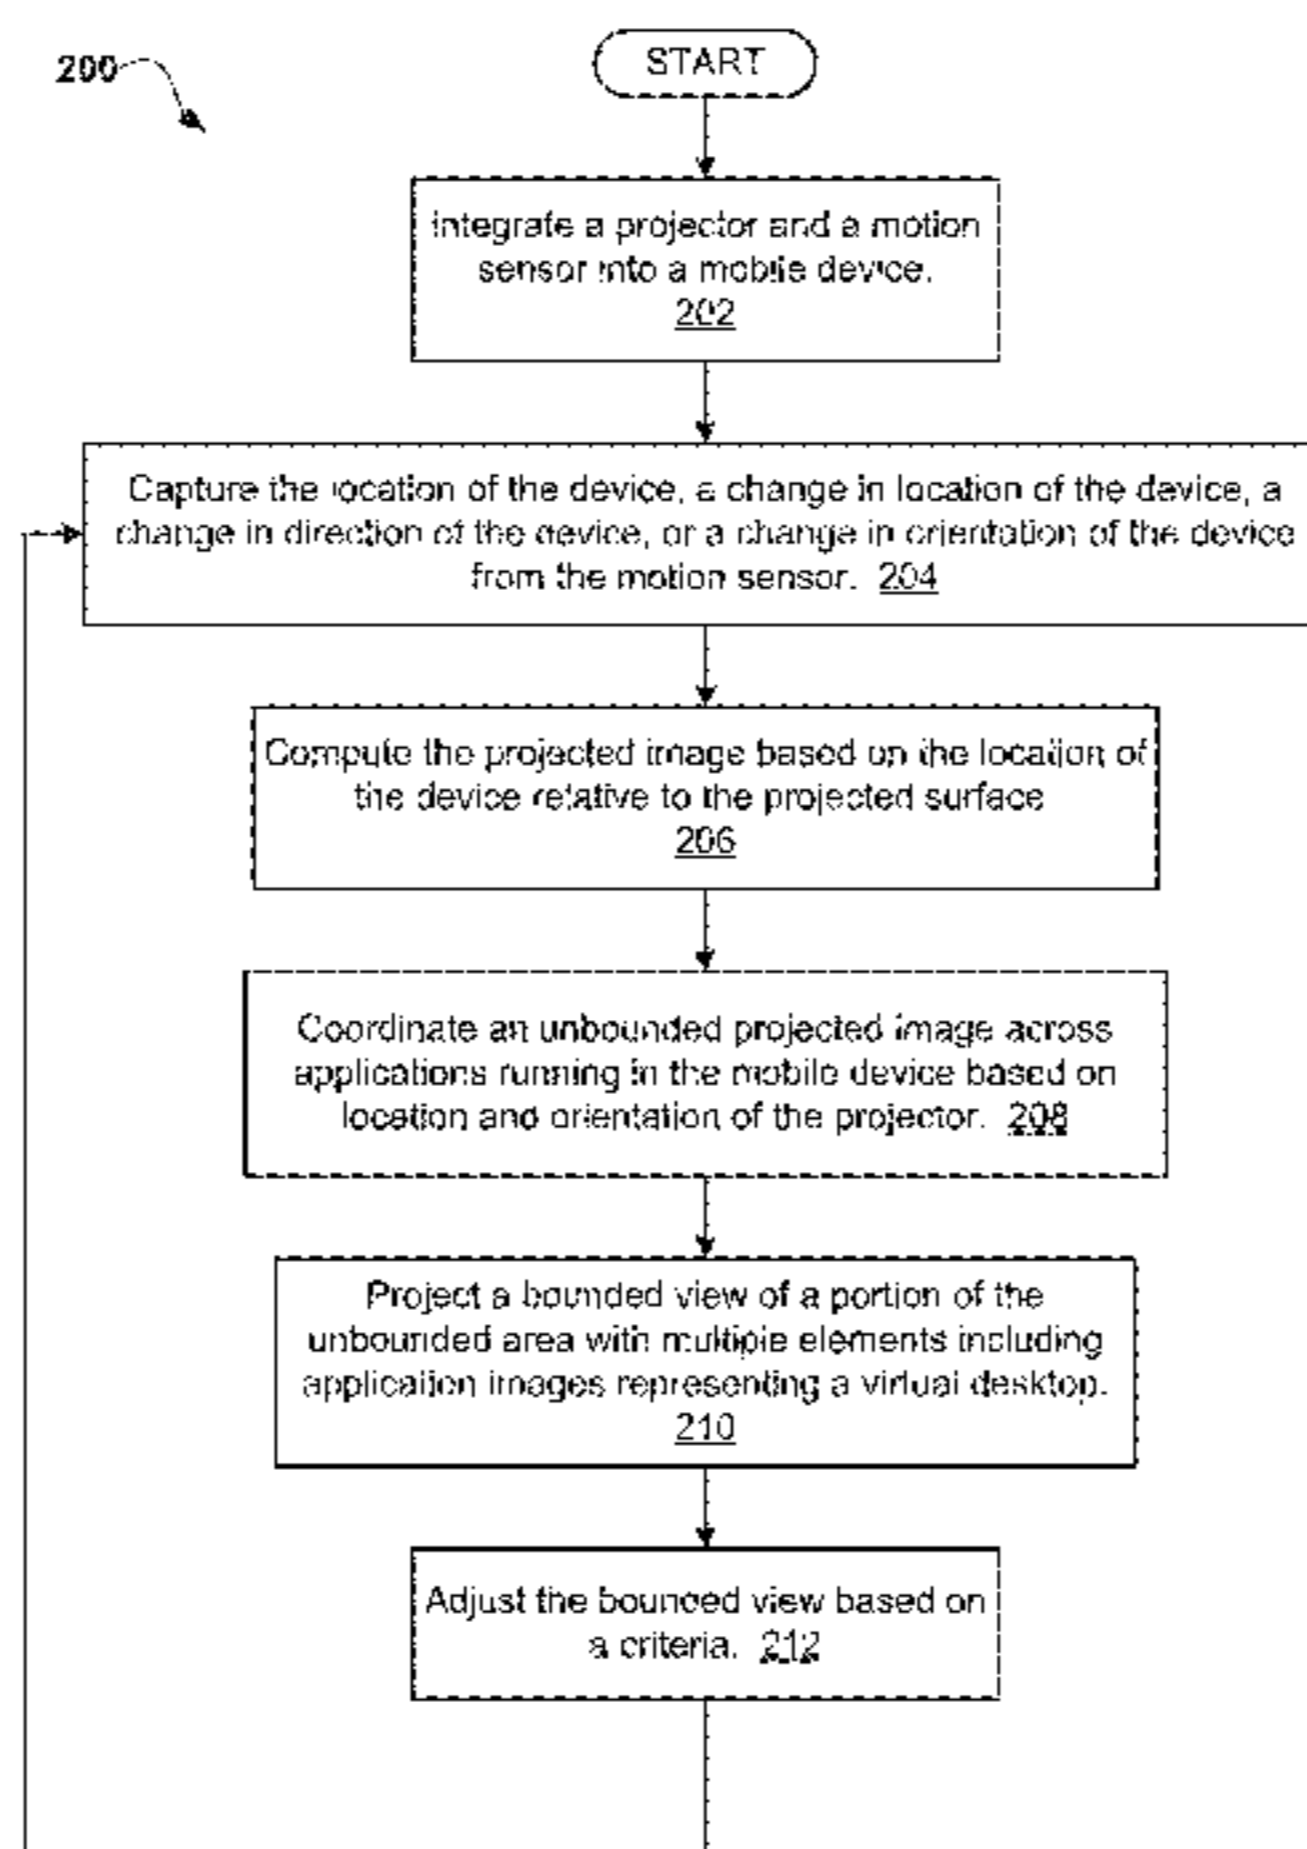 200
START
Integrate a projector and a motion
sensor into a mobile device.
202
Capture the location of the device, a change in location of the device, a
change in direction of the device, or a change in orientation of the device
from the motion sensor. 204
Compute the projected image based on the location of
the device relative to the projected surface
206
Coordinate an unbounded projected image across
applications running in the mobile device based on
location and orientation of the projector. 208
Project a bounded view of a portion of the
unbounded area with multiple elements including
application images representing a virtual desktop.
210
Adjust the bounded view based on
a criteria. 212